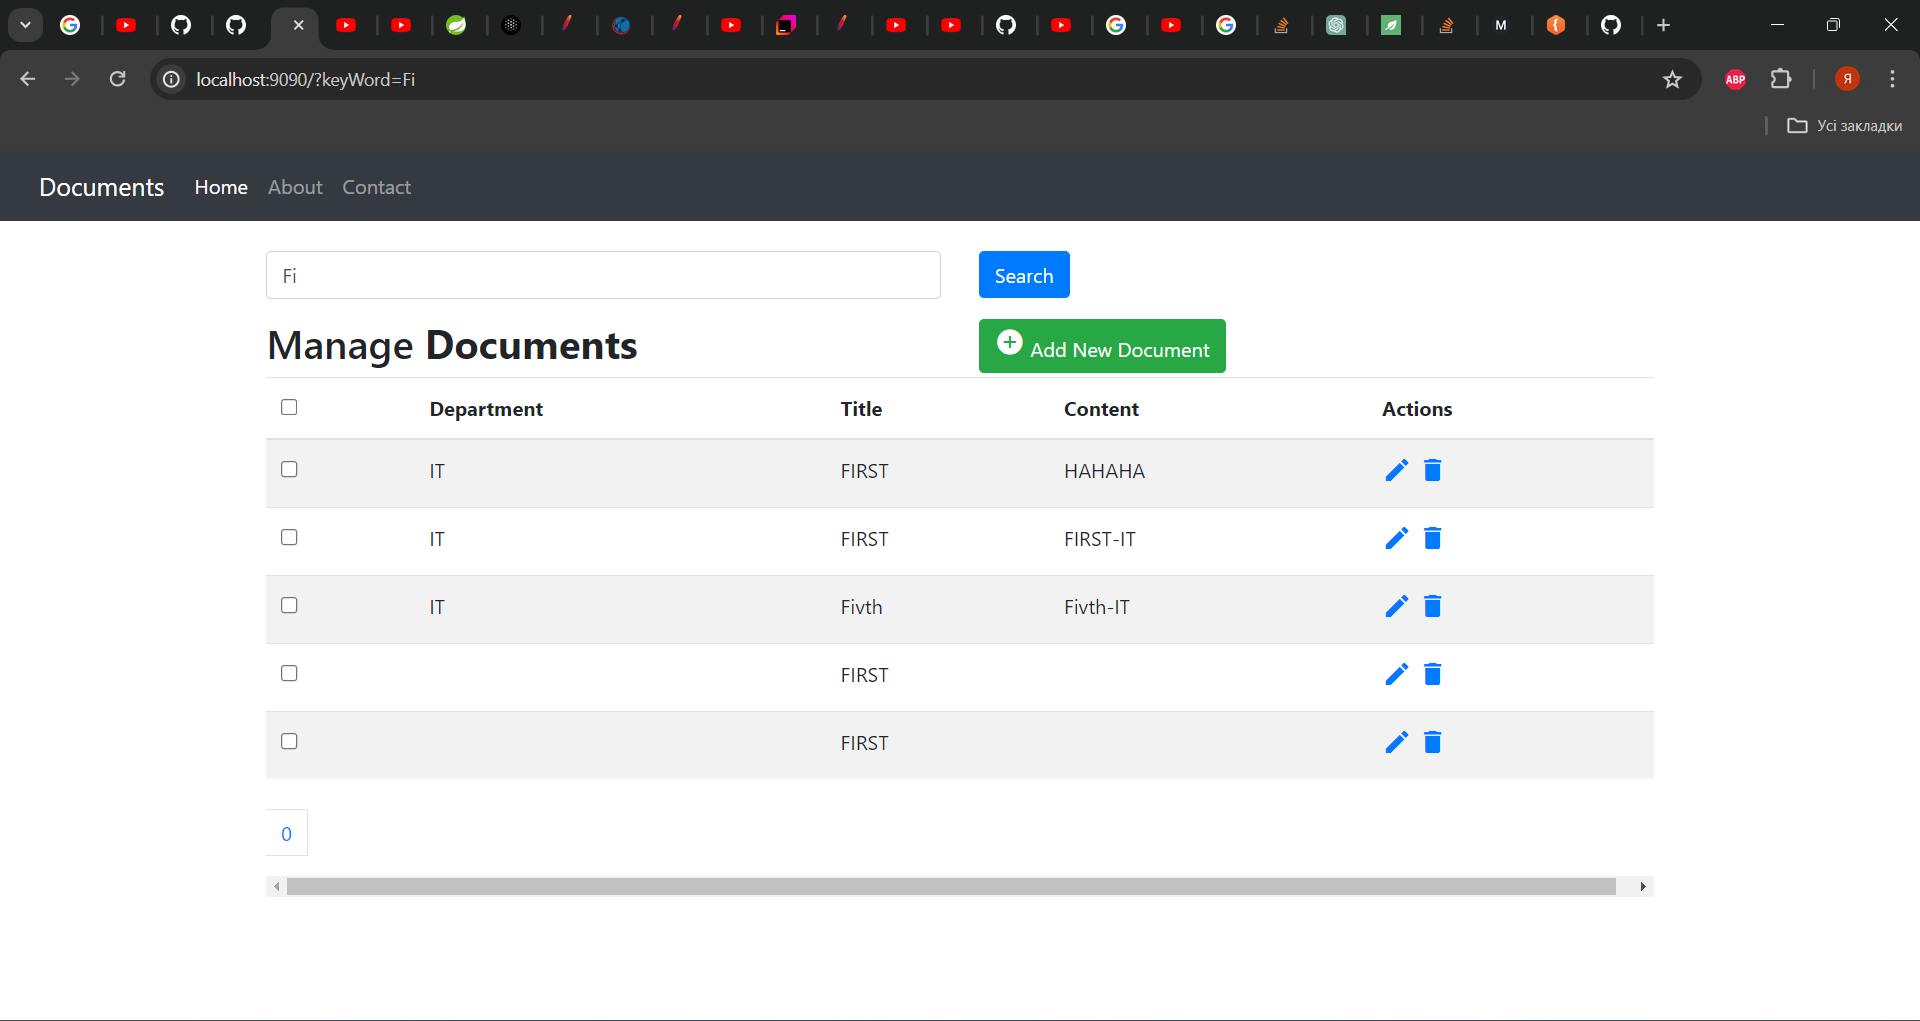 localhost:9090/?keyWord=Fi
ABP
Я
M
Усі закладки
Documents Home About Contact
Fi Search
Manage Documents Add New Document
Department Title Content Actions
IT FIRST HAHAHA
IT FIRST FIRST-IT
IT Fivth Fivth-IT
FIRST
FIRST
0